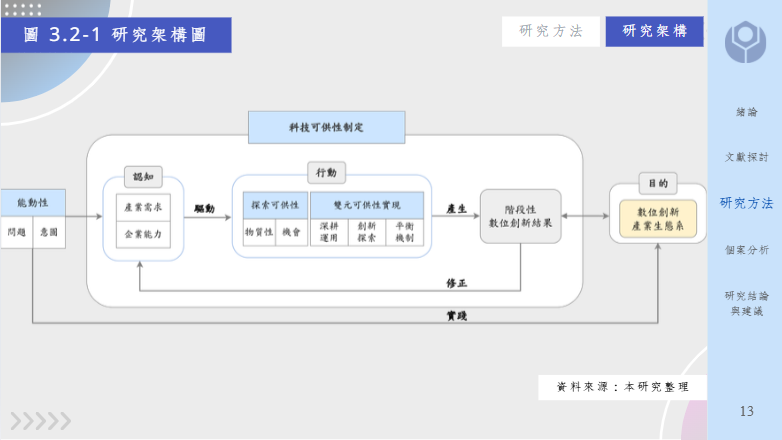 圖 3.2-1 研究架構圖
研究方法
研究架構
科技可供性制定
能動性
問題 意圖
認知
產業需求
企業能力
驅動
行動
探索可供性 雙元可供性實現
物質性 機會
深耕
運用
創新
探索
平衡
機制
產生
階段性
數位創新結果
目的
數位創新
產業生態系
修正
實踐
資料來源：本研究整理
緒論
文獻探討
研究方法
個案分析
研究結論
與建議
13